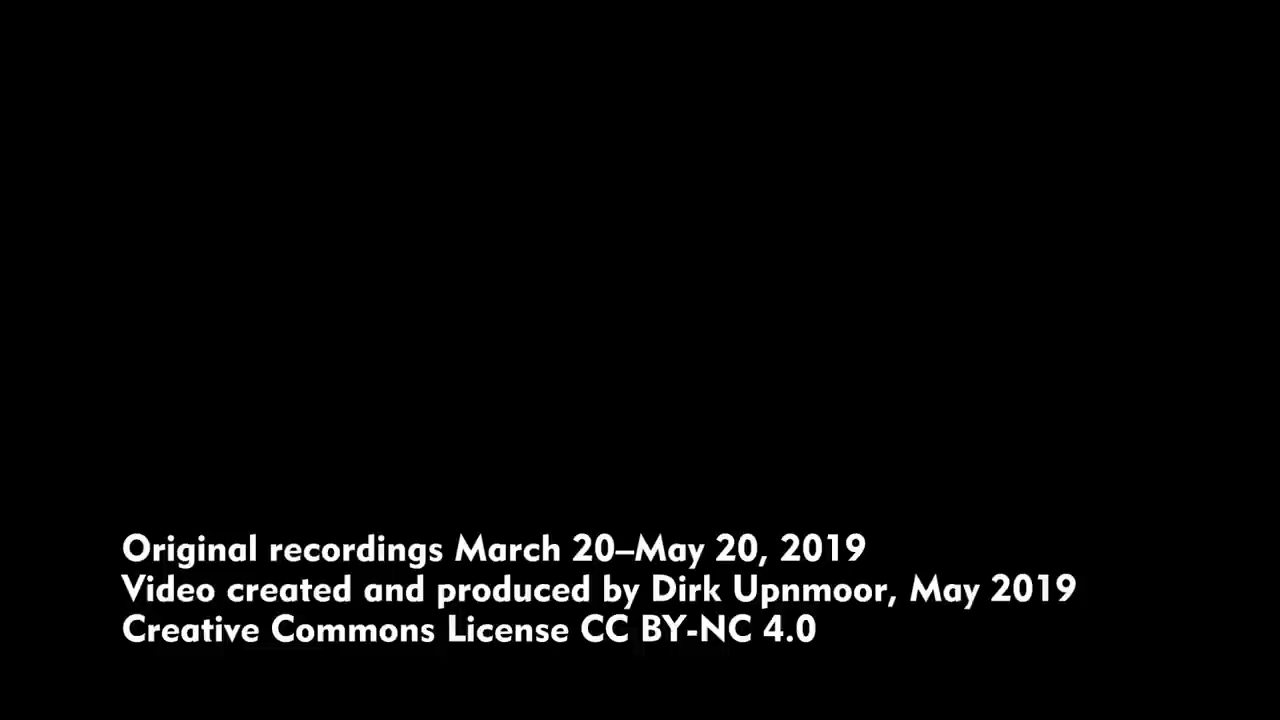 Original recordings March 20–May 20, 2019
Video created and produced by Dirk Upnmoor, May 2019
Creative Commons License CC BY-NC 4.0